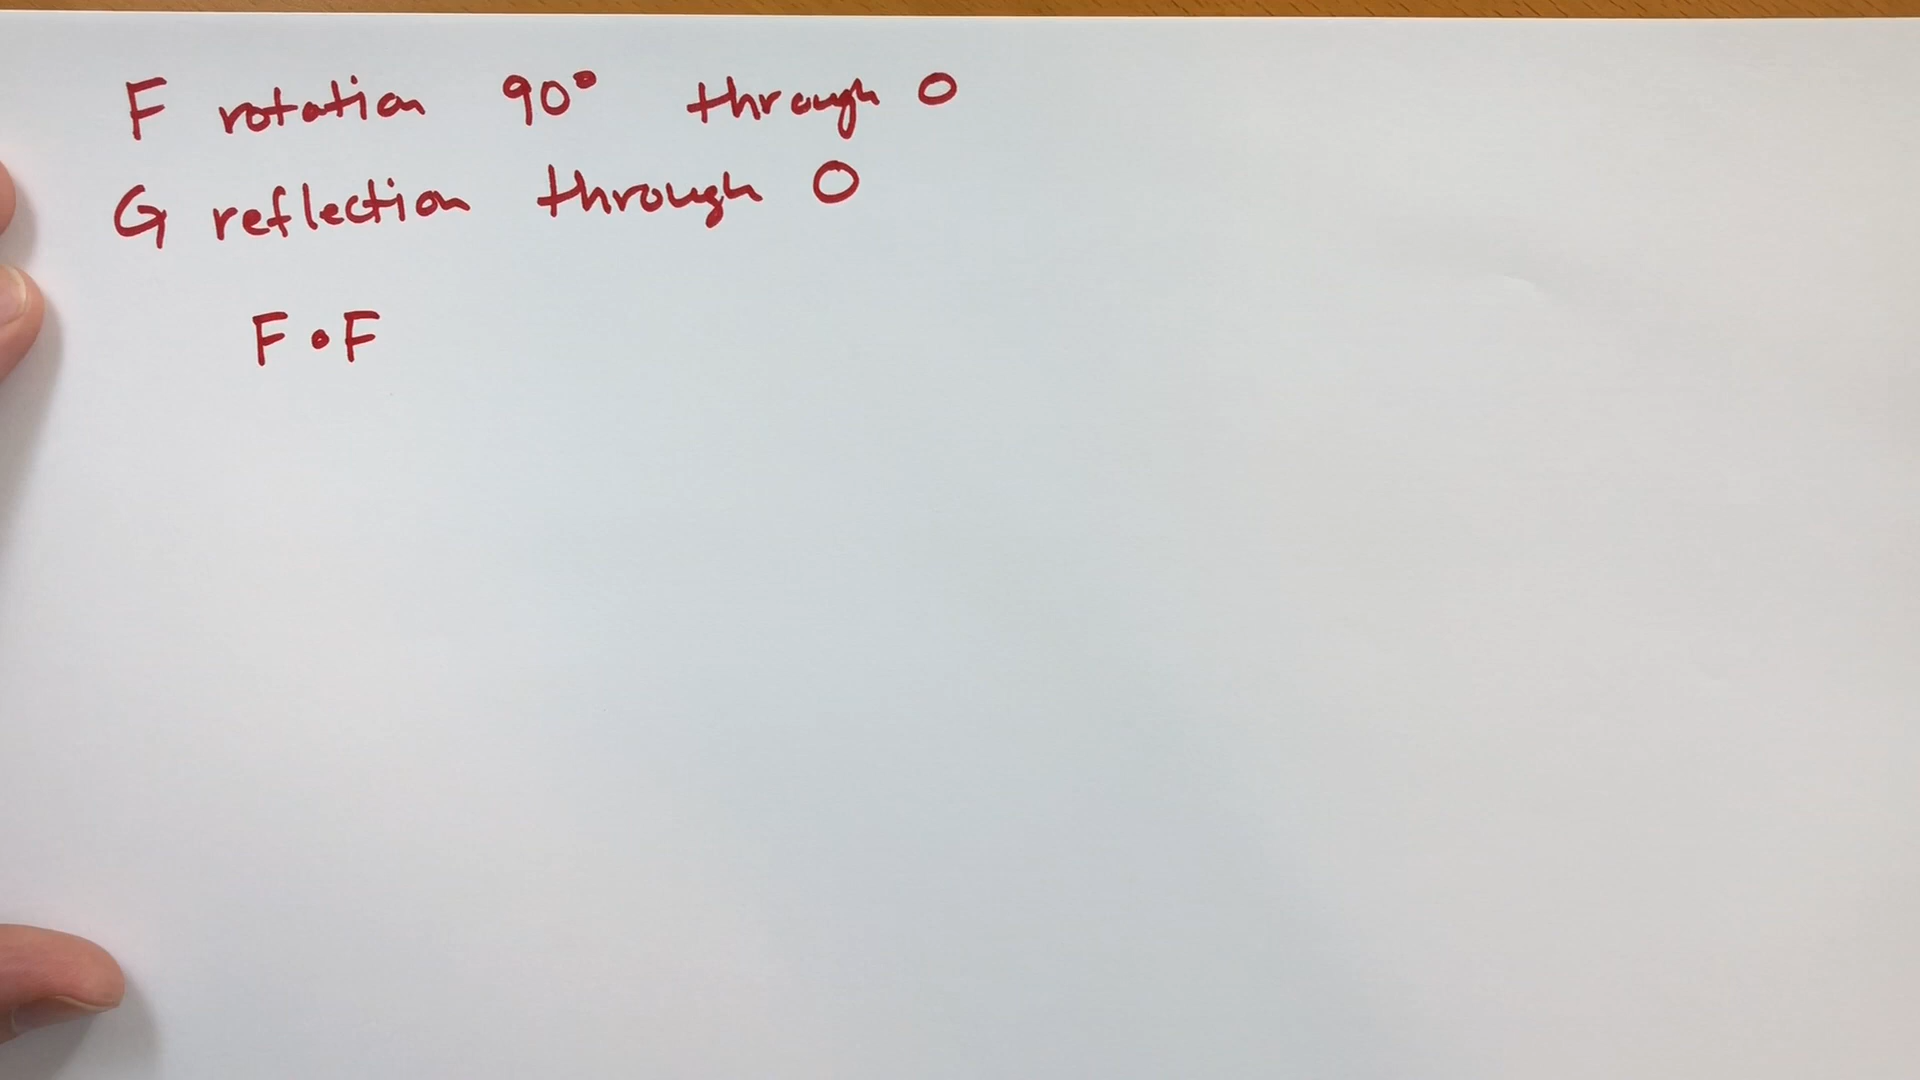 F rotation 90° through O
G reflection through O
F ∘ F